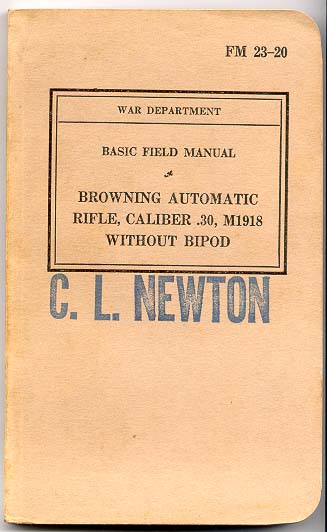 FM 23–20
WAR DEPARTMENT
BASIC FIELD MANUAL
BROWNING AUTOMATIC
RIFLE, CALIBER .30, M1918
WITHOUT BIPOD
C. L. NEWTON